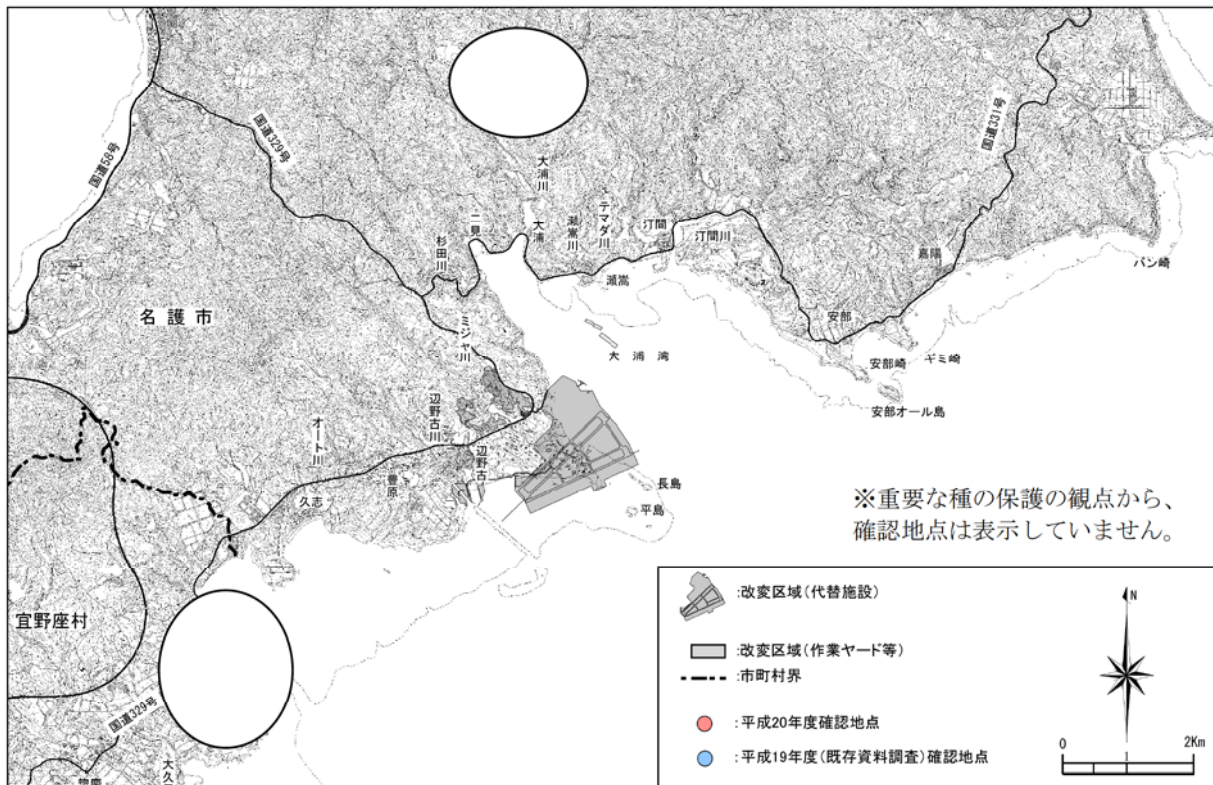 国道58号
国道329号
国道331号
大浦川
二見
大浦
瀬嵩川
テマダ川
汀間
汀間川
杉田川
瀬嵩
嘉陽
バン崎
名護市
ミジャ川
大浦湾
安部
安部崎
ギミ崎
安部オール島
辺野古川
オート川
辺野古
豊原
久志
長島
平島
※重要な種の保護の観点から、
確認地点は表示していません。
宜野座村
国道329号
:改変区域(代替施設)
:改変区域(作業ヤード等)
:市町村界
:平成20年度確認地点
:平成19年度(既存資料調査)確認地点
N
0 1 2Km